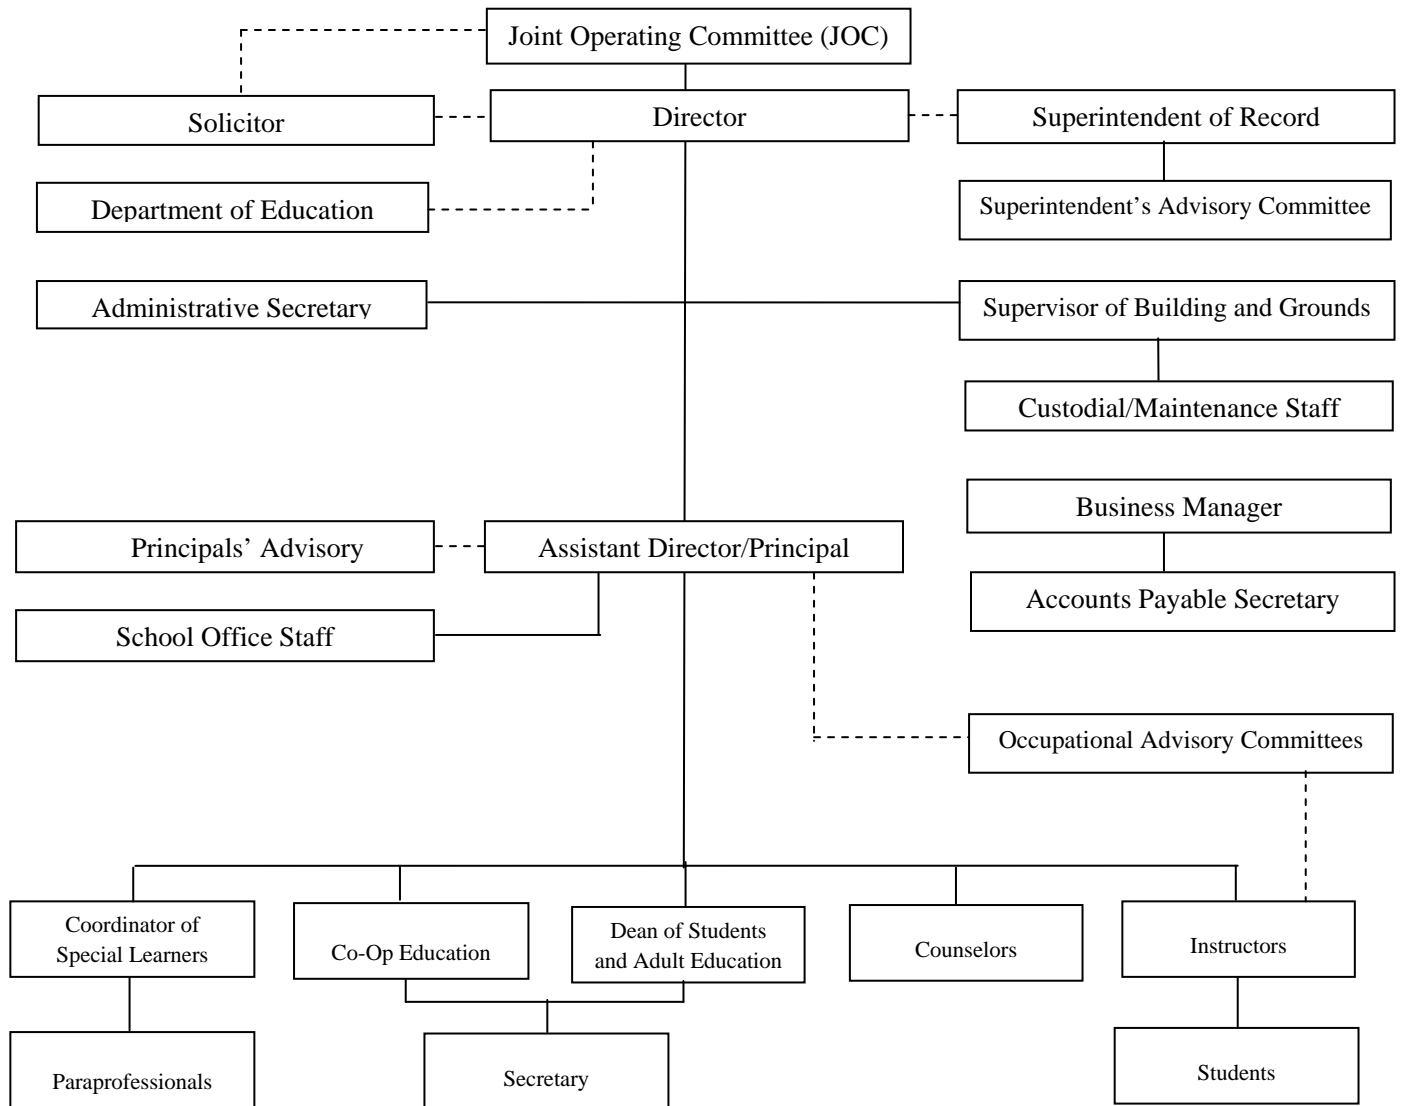 Joint Operating Committee (JOC)
Solicitor
Director
Superintendent of Record
Department of Education
Superintendent’s Advisory Committee
Administrative Secretary
Supervisor of Building and Grounds
Custodial/Maintenance Staff
Business Manager
Principals’ Advisory
Assistant Director/Principal
Accounts Payable Secretary
School Office Staff
Occupational Advisory Committees
Coordinator of
Special Learners
Co-Op Education
Dean of Students
and Adult Education
Counselors
Instructors
Paraprofessionals
Secretary
Students